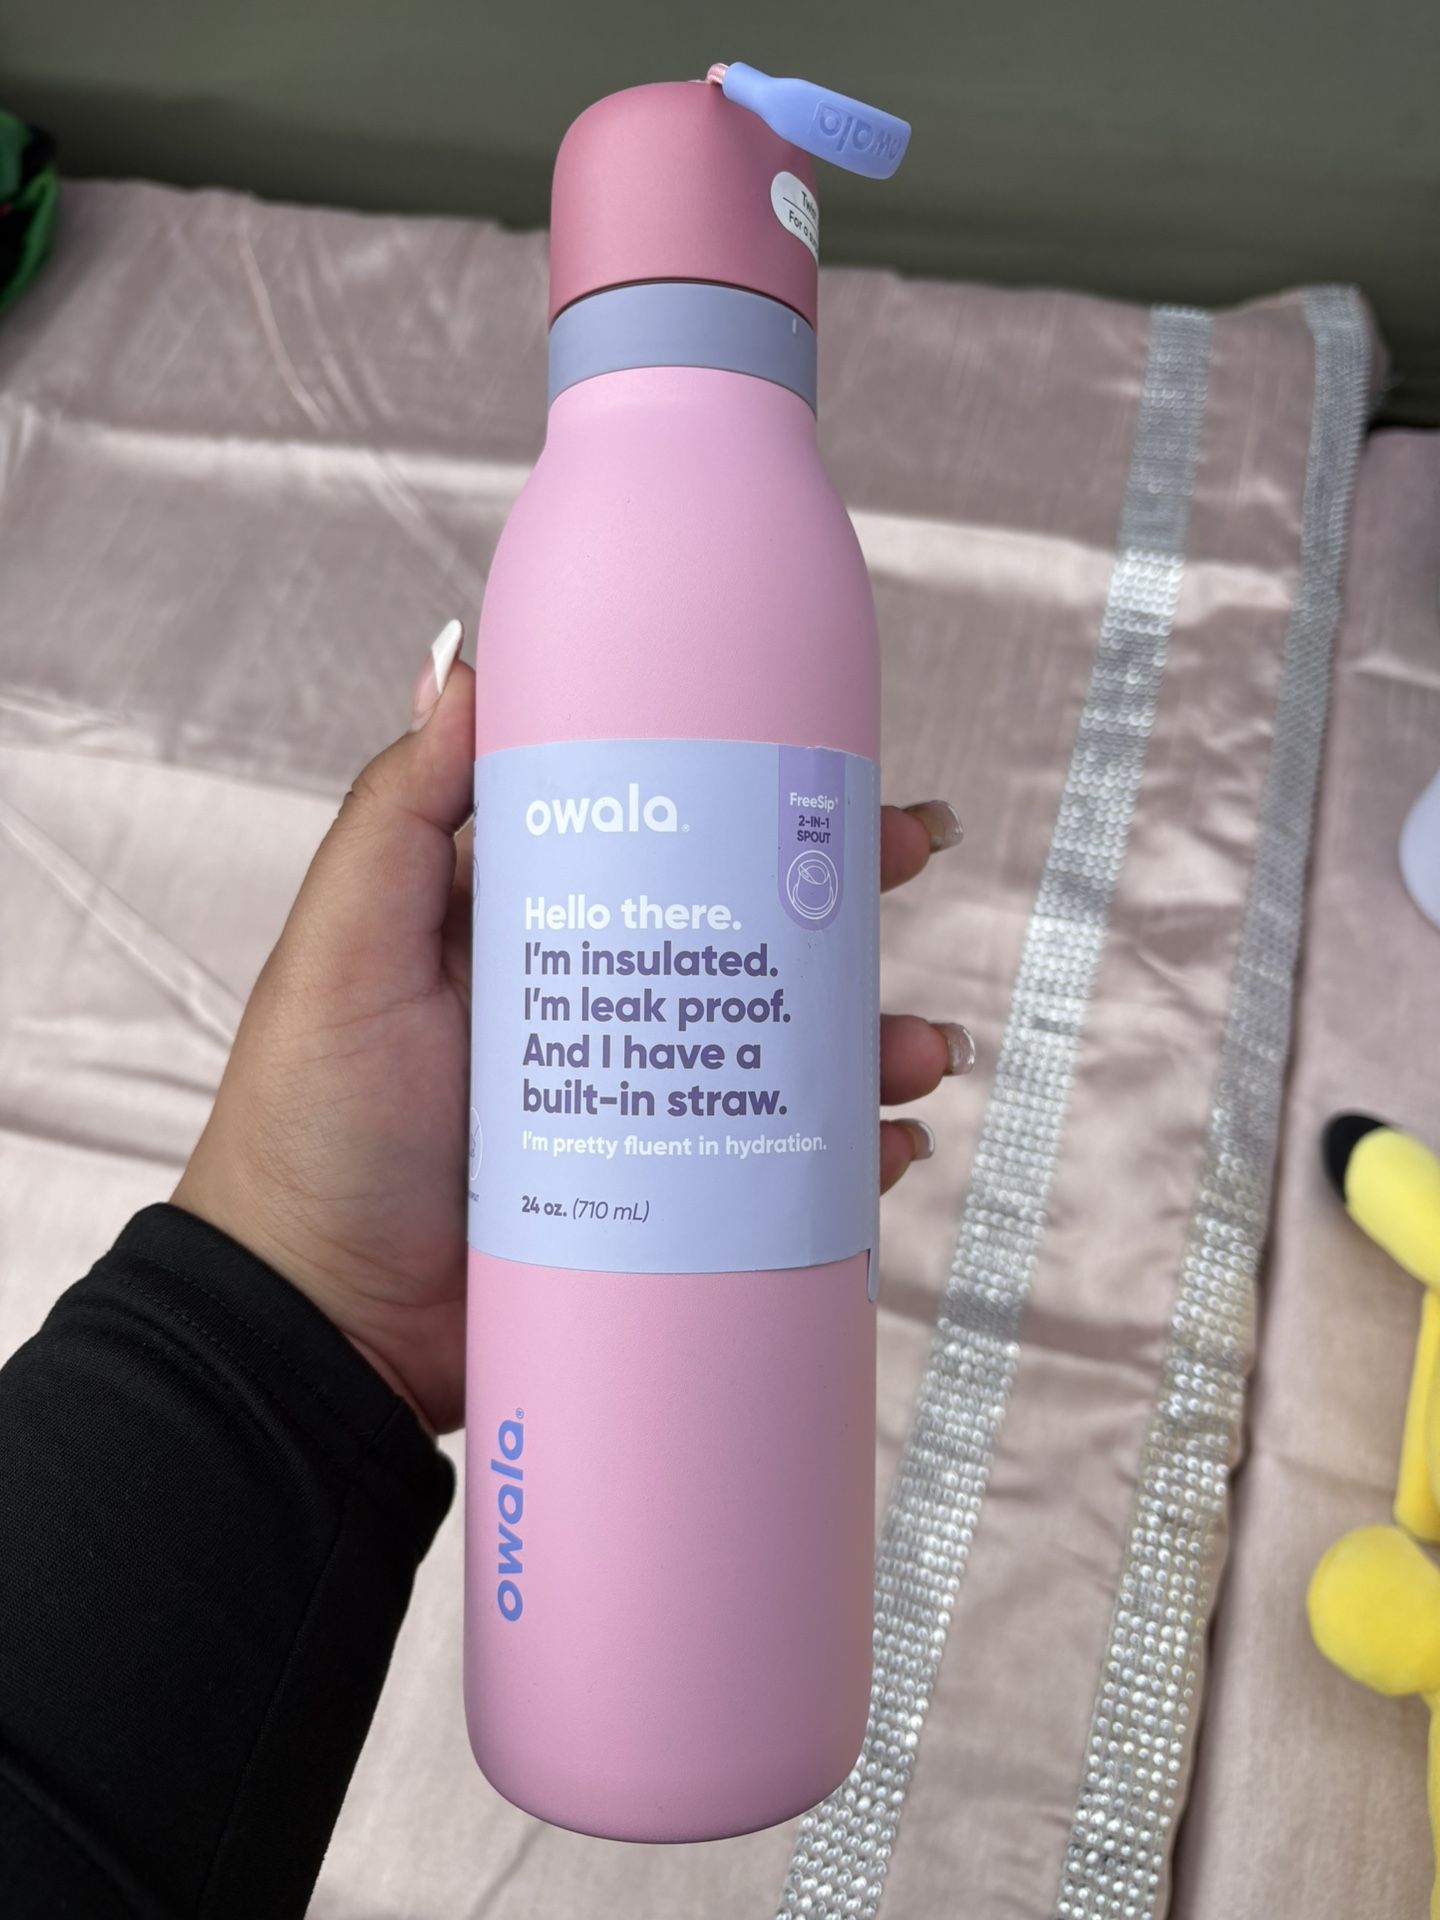 owala
For a
owala®
FreeSip®
2-IN-1
SPOUT
Hello there.
I'm insulated.
I'm leak proof.
And I have a
built-in straw.
I'm pretty fluent in hydration.
24 oz. (710 mL)
owala®